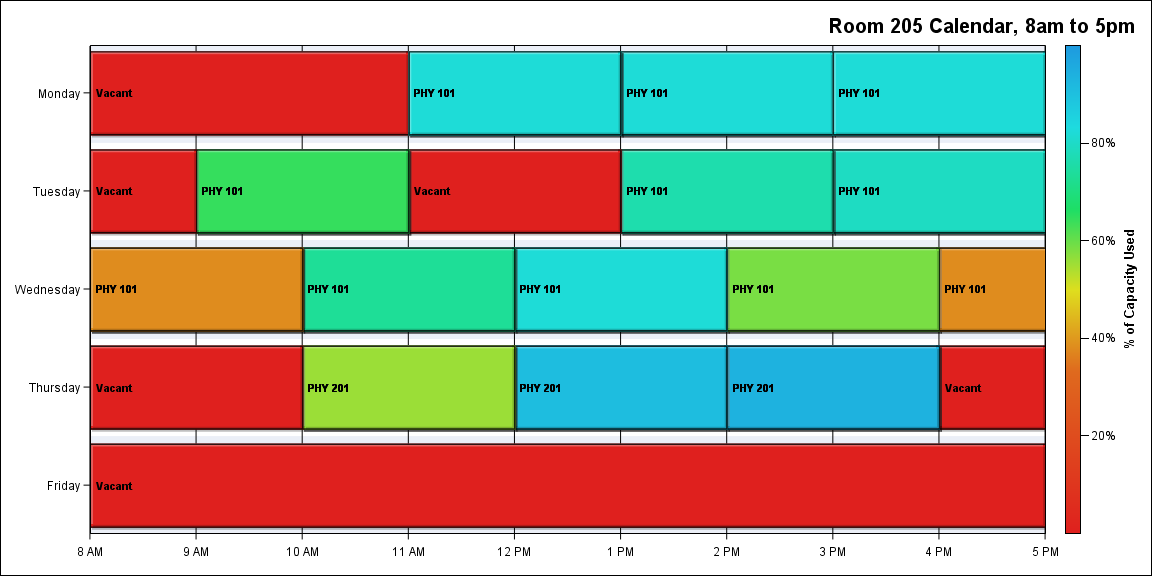 Room 205 Calendar, 8am to 5pm
Monday
Vacant
PHY 101
PHY 101
PHY 101
Tuesday
Vacant
PHY 101
Vacant
PHY 101
PHY 101
Wednesday
PHY 101
PHY 101
PHY 101
PHY 101
PHY 101
Thursday
Vacant
PHY 201
PHY 201
PHY 201
Vacant
Friday
Vacant
8 AM
9 AM
10 AM
11 AM
12 PM
1 PM
2 PM
3 PM
4 PM
5 PM
80%
60%
40%
20%
% of Capacity Used